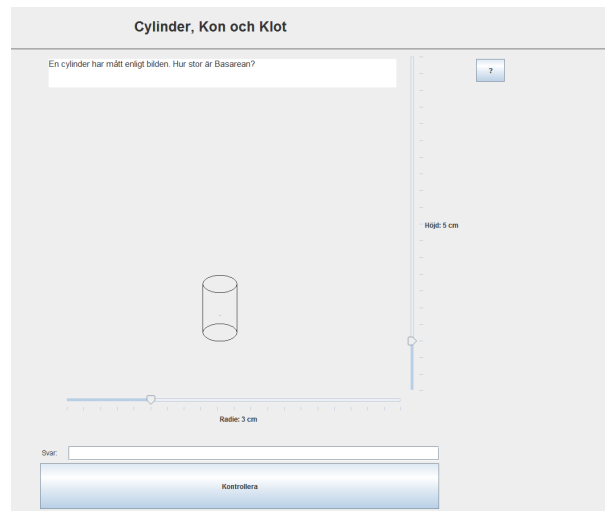 Cylinder, Kon och Klot
En cylinder har mått enligt bilden. Hur stor är Basarean?
?
Höjd: 5 cm
Radie: 3 cm
Svar:
Kontrollera